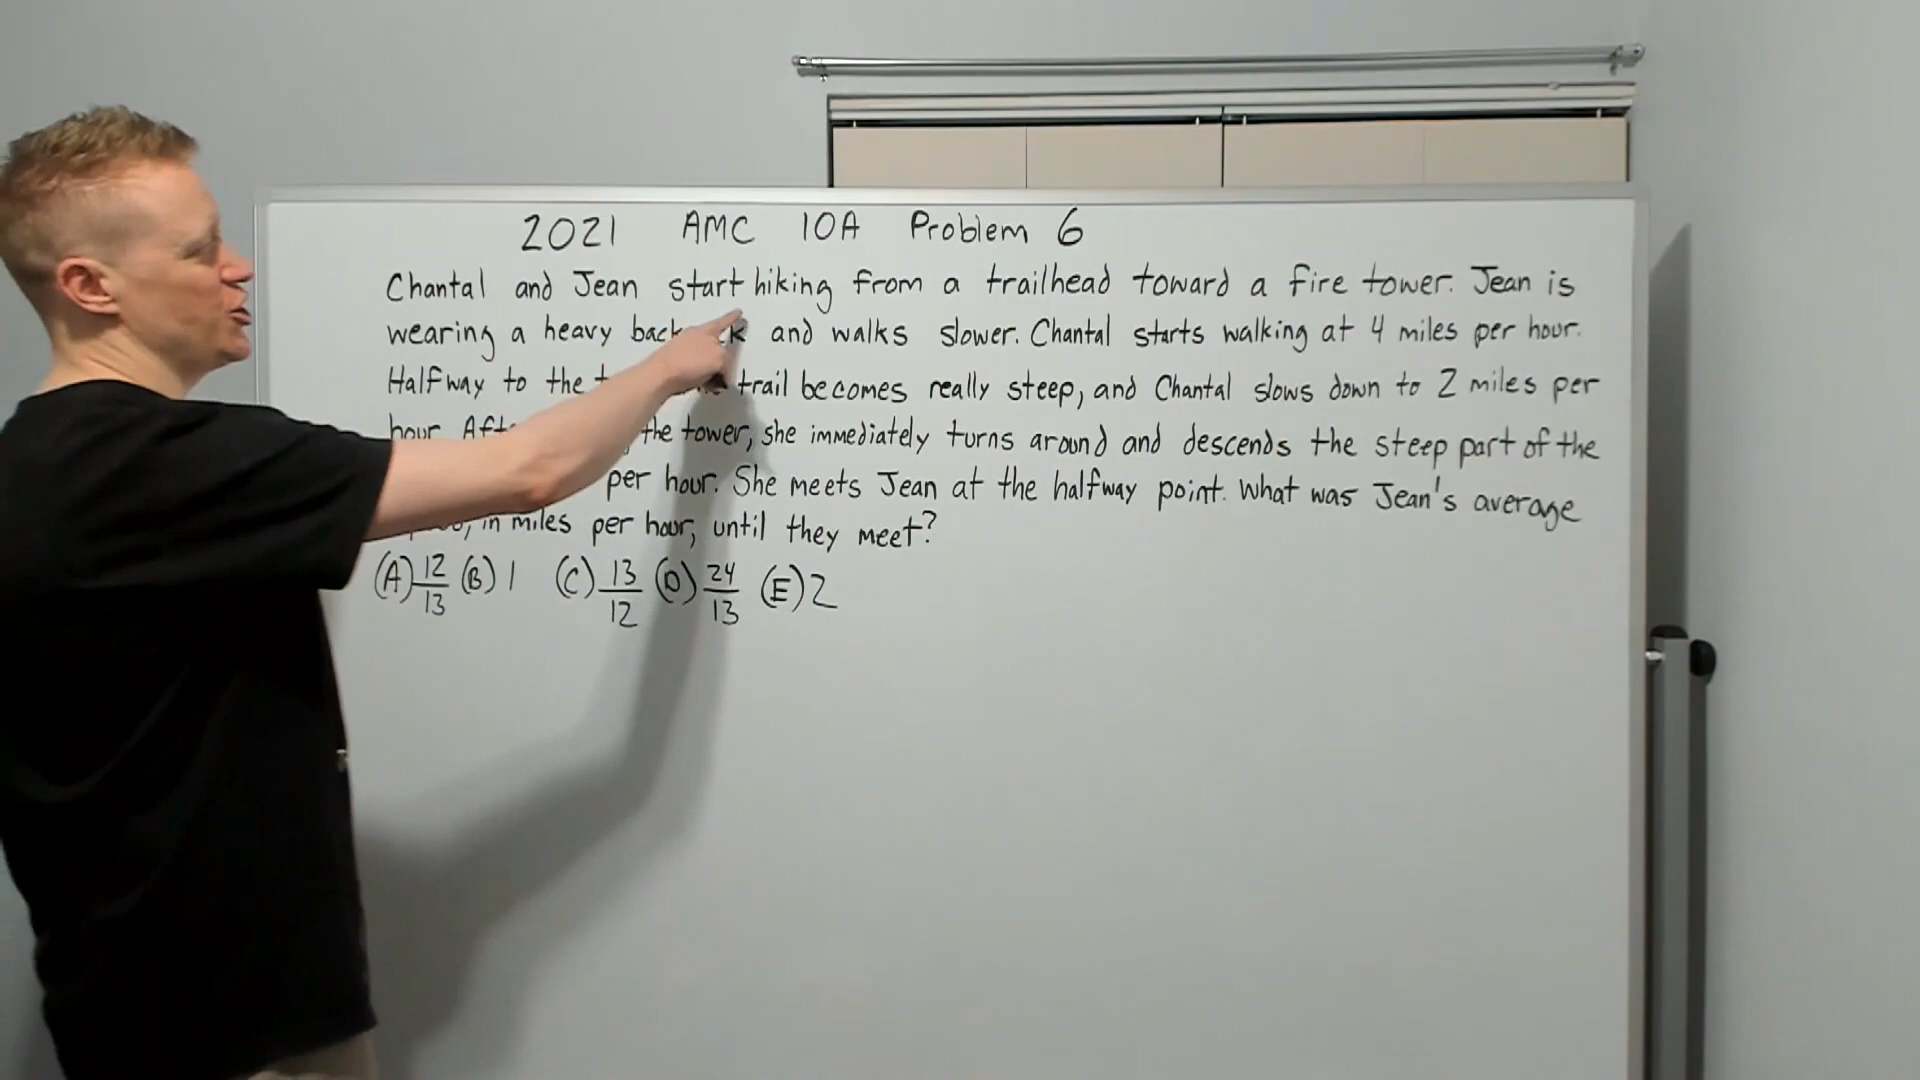 2021 AMC 10A Problem 6
Chantal and Jean start hiking from a trailhead toward a fire tower. Jean is
wearing a heavy and walks slower. Chantal starts walking at 4 miles per hour.
Halfway to the trail becomes really steep, and Chantal slows down to 2 miles per
hour. the tower, she immediately turns around and descends the steep part of the
per hour. She meets Jean at the halfway point. What was Jean's average
in miles per hour, until they meet?
(A) 12/13 (B) 1 (C) 13/12 (D) 24/13 (E) 2